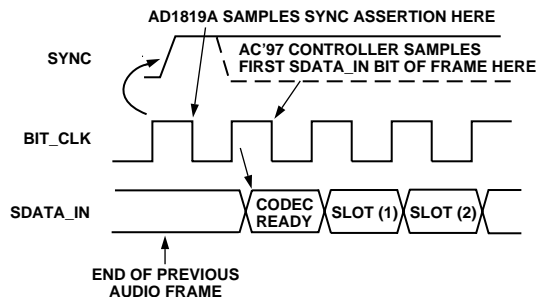 AD1819A SAMPLES SYNC ASSERTION HERE
SYNC
AC'97 CONTROLLER SAMPLES
FIRST SDATA_IN BIT OF FRAME HERE
BIT_CLK
SDATA_IN
CODEC
READY
SLOT (1)
SLOT (2)
END OF PREVIOUS
AUDIO FRAME